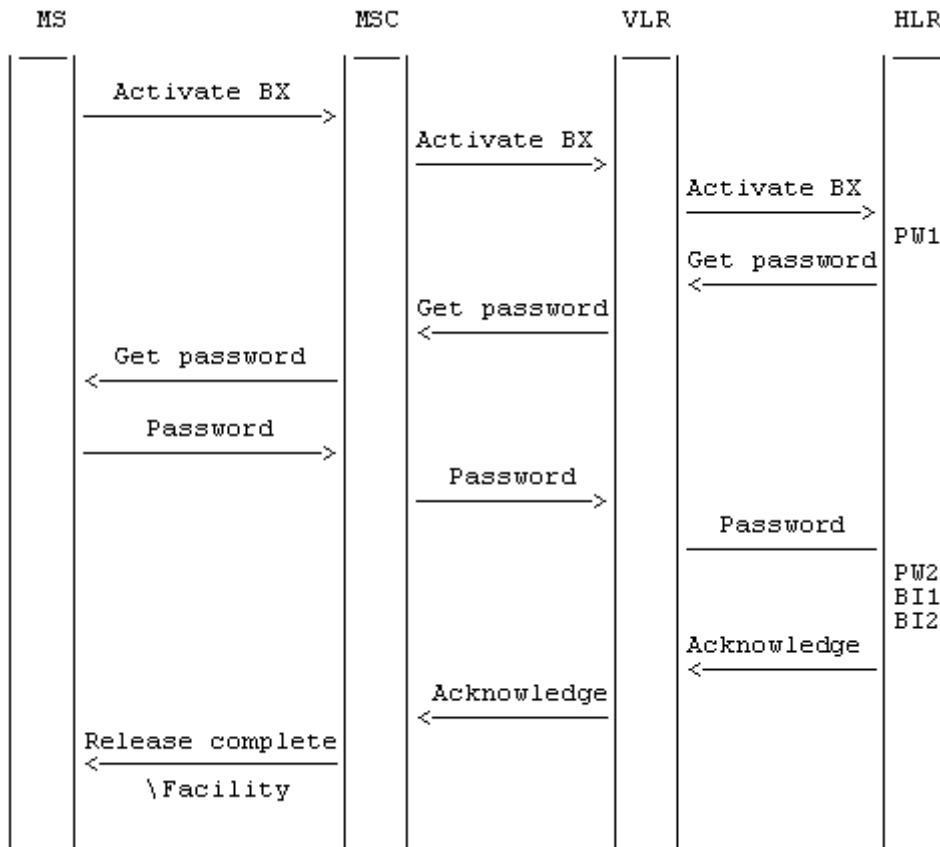 MS MSC VLR HLR
Activate BX
Activate BX
Activate BX
PW1
Get password
Get password
Get password
Password
Password
Password
PW2
BI1
BI2
Acknowledge
Acknowledge
Release complete
\Facility